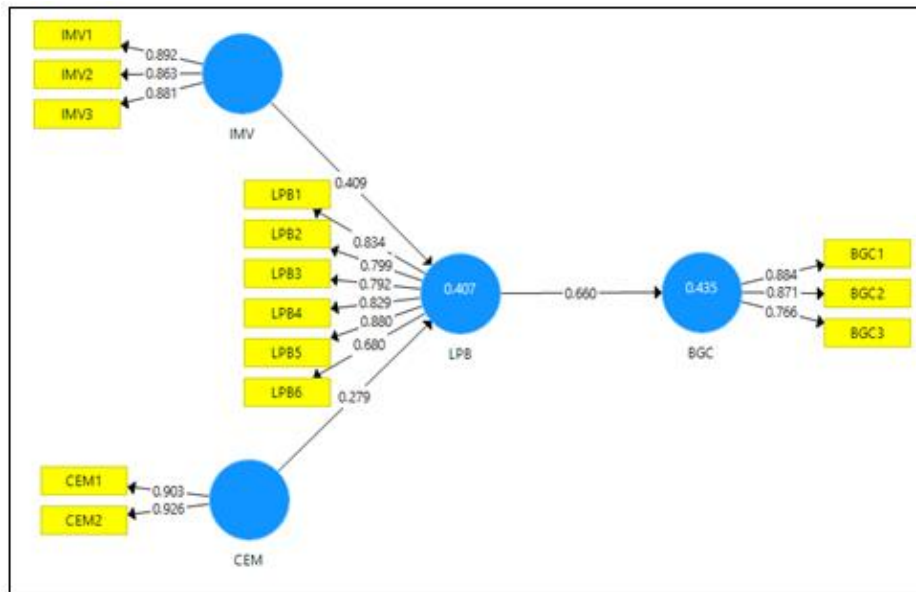 IMV1
IMV2
IMV3
0.892
0.863
0.881
IMV
0.409
LPB1
LPB2
LPB3
LPB4
LPB5
LPB6
0.834
0.799
0.792
0.829
0.880
0.680
0.407
LPB
0.660
0.435
BGC
0.884
0.871
0.766
BGC1
BGC2
BGC3
0.279
CEM1
CEM2
0.903
0.926
CEM